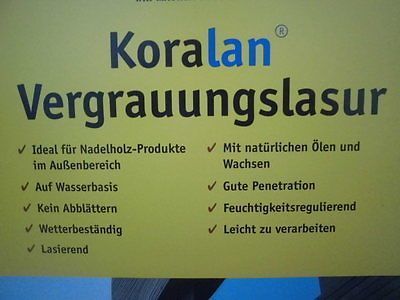 Koralan®
Vergrauungslasur
✓ Ideal für Nadelholz-Produkte
im Außenbereich
✓ Auf Wasserbasis
✓ Kein Abblättern
✓ Wetterbeständig
✓ Lasierend
✓ Mit natürlichen Ölen und
Wachsen
✓ Gute Penetration
✓ Feuchtigkeitsregulierend
✓ Leicht zu verarbeiten